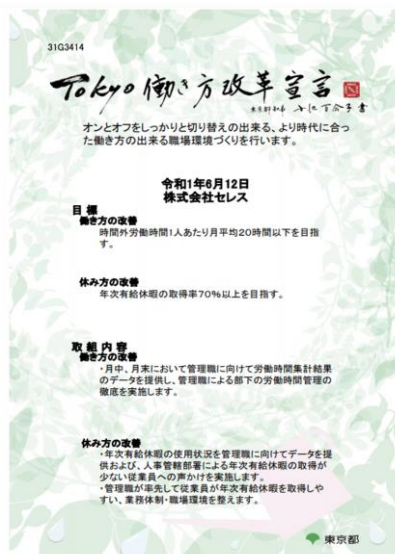 31G3414
Tokyo 働き方改革宣言
東京都知事 小池百合子 書
オンとオフをしっかりと切り替えの出来る、より時代に合っ
た働き方の出来る職場環境づくりを行います。
令和1年6月12日
株式会社セレス
目 標
働き方の改善
時間外労働時間1人あたり月平均20時間以下を目指
す。
休み方の改善
年次有給休暇の取得率70%以上を目指す。
取 組 内 容
働き方の改善
・月中、月末において管理職に向けて労働時間集計結果
のデータを提供し、管理職による部下の労働時間管理の
徹底を実施します。
休み方の改善
・年次有給休暇の使用状況を管理職に向けてデータを提
供および、人事管轄部署による年次有給休暇の取得が
少ない従業員への声かけを実施します。
・管理職が率先して従業員が年次有給休暇を取得しや
すい、業務体制・職場環境を整えます。
東京都